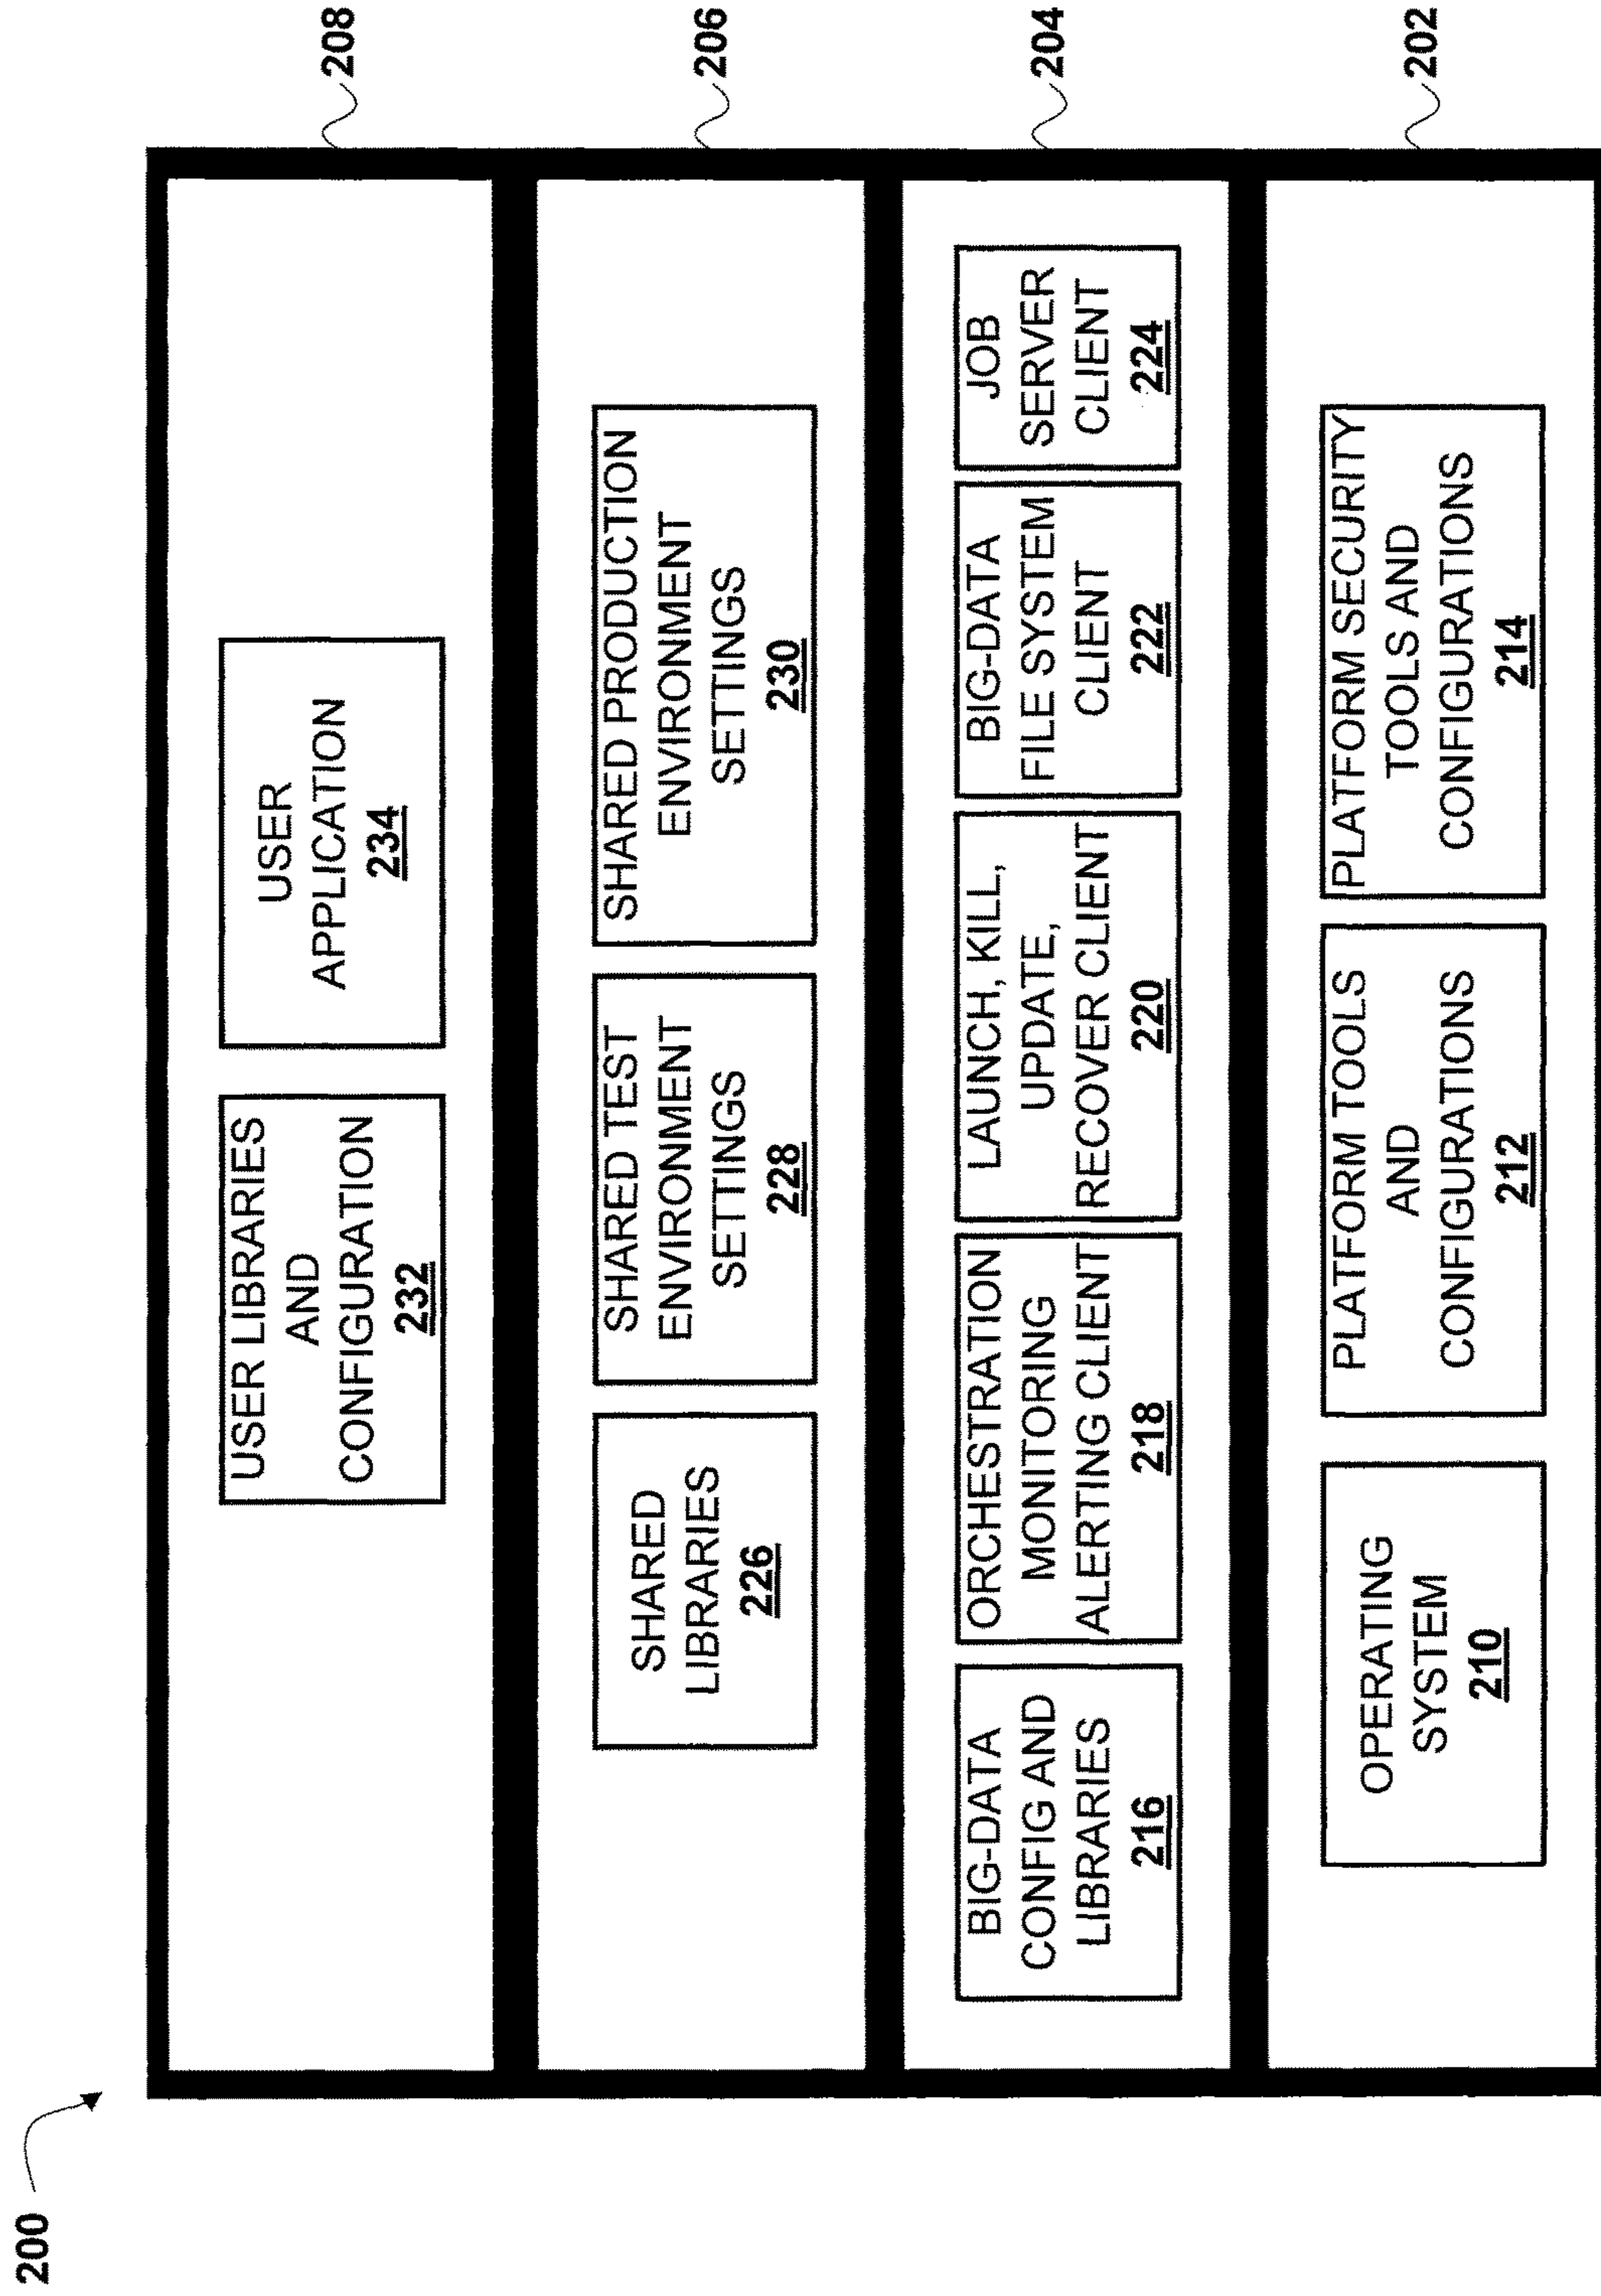 200
USER LIBRARIES
AND
CONFIGURATION
232
USER
APPLICATION
234
208
SHARED
LIBRARIES
226
SHARED TEST
ENVIRONMENT
SETTINGS
228
SHARED PRODUCTION
ENVIRONMENT
SETTINGS
230
206
BIG-DATA
CONFIG AND
LIBRARIES
216
ORCHESTRATION
MONITORING
ALERTING CLIENT
218
LAUNCH, KILL,
UPDATE,
RECOVER CLIENT
220
BIG-DATA
FILE SYSTEM
CLIENT
222
JOB
SERVER
CLIENT
224
204
OPERATING
SYSTEM
210
PLATFORM TOOLS
AND
CONFIGURATIONS
212
PLATFORM SECURITY
TOOLS AND
CONFIGURATIONS
214
202